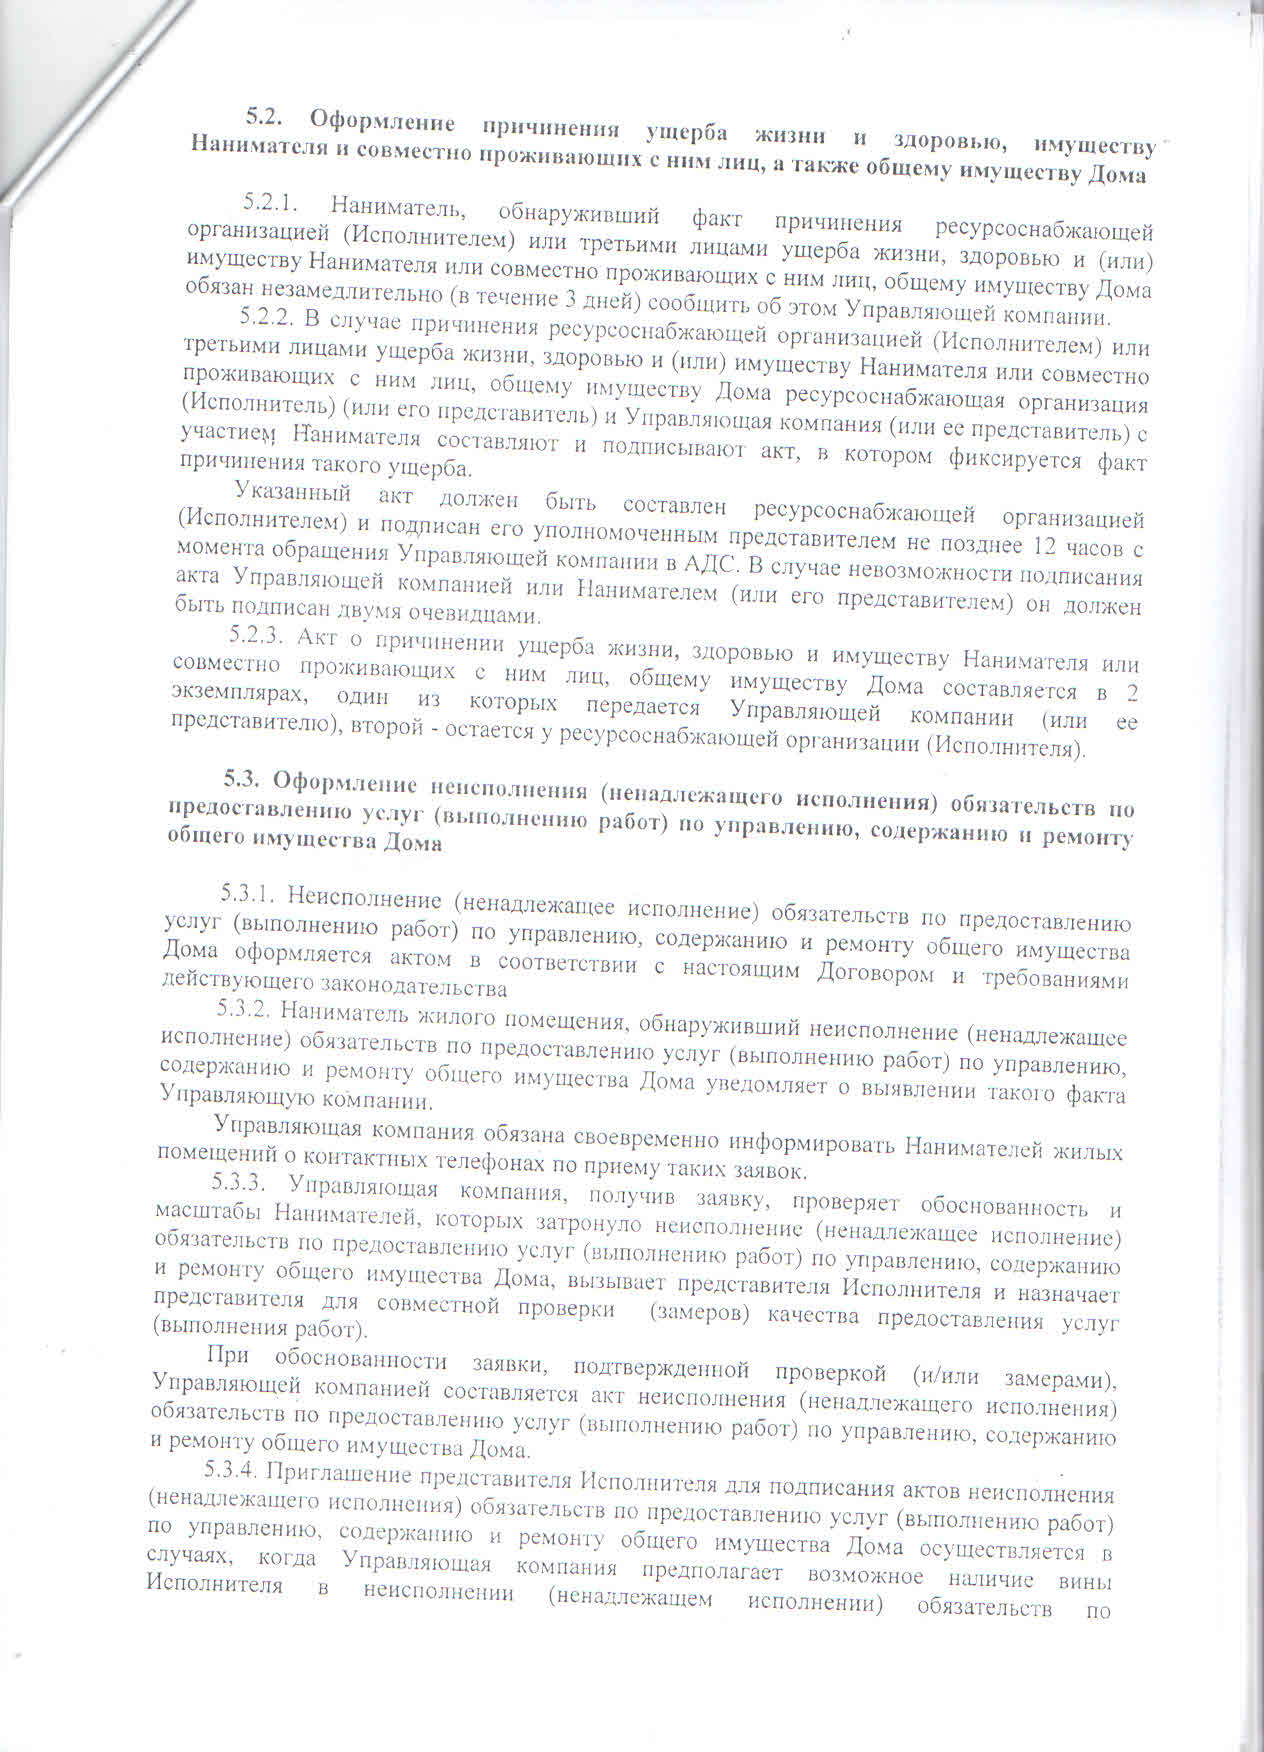 5.2. Оформление причинения ущерба жизни и здоровью, имуществу
Нанимателя и совместно проживающих с ним лиц, а также общему имуществу Дома
5.2.1. Наниматель, обнаруживший факт причинения ресурсоснабжающей
организацией (Исполнителем) или третьими лицами ущерба жизни, здоровью и (или)
имуществу Нанимателя или совместно проживающих с ним лиц, общему имуществу Дома
обязан незамедлительно (в течение 3 дней) сообщить об этом Управляющей компании.
5.2.2. В случае причинения ресурсоснабжающей организацией (Исполнителем) или
третьими лицами ущерба жизни, здоровью и (или) имуществу Нанимателя или совместно
проживающих с ним лиц, общему имуществу Дома ресурсоснабжающая организация
(Исполнитель) (или его представитель) и Управляющая компания (или ее представитель) с
участием Нанимателя составляют и подписывают акт, в котором фиксируется факт
причинения такого ущерба.
Указанный акт должен быть составлен ресурсоснабжающей организацией
(Исполнителем) и подписан его уполномоченным представителем не позднее 12 часов с
момента обращения Управляющей компании в АДС. В случае невозможности подписания
акта Управляющей компанией или Нанимателем (или его представителем) он должен
быть подписан двумя очевидцами.
5.2.3. Акт о причинении ущерба жизни, здоровью и имуществу Нанимателя или
совместно проживающих с ним лиц, общему имуществу Дома составляется в 2
экземплярах, один из которых передается Управляющей компании (или ее
представителю), второй - остается у ресурсоснабжающей организации (Исполнителя).
5.3. Оформление неисполнения (ненадлежащего исполнения) обязательств по
предоставлению услуг (выполнению работ) по управлению, содержанию и ремонту
общего имущества Дома
5.3.1. Неисполнение (ненадлежащее исполнение) обязательств по предоставлению
услуг (выполнению работ) по управлению, содержанию и ремонту общего имущества
Дома оформляется актом в соответствии с настоящим Договором и требованиями
действующего законодательства
5.3.2. Наниматель жилого помещения, обнаруживший неисполнение (ненадлежащее
исполнение) обязательств по предоставлению услуг (выполнению работ) по управлению,
содержанию и ремонту общего имущества Дома уведомляет о выявлении такого факта
Управляющую компании.
Управляющая компания обязана своевременно информировать Нанимателей жилых
помещений о контактных телефонах по приему таких заявок.
5.3.3. Управляющая компания, получив заявку, проверяет обоснованность и
масштабы Нанимателей, которых затронуло неисполнение (ненадлежащее исполнение)
обязательств по предоставлению услуг (выполнению работ) по управлению, содержанию
и ремонту общего имущества Дома, вызывает представителя Исполнителя и назначает
представителя для совместной проверки (замеров) качества предоставления услуг
(выполнения работ).
При обоснованности заявки, подтвержденной проверкой (и/или замерами),
Управляющей компанией составляется акт неисполнения (ненадлежащего исполнения)
обязательств по предоставлению услуг (выполнению работ) по управлению, содержанию
и ремонту общего имущества Дома.
5.3.4. Приглашение представителя Исполнителя для подписания актов неисполнения
(ненадлежащего исполнения) обязательств по предоставлению услуг (выполнению работ)
по управлению, содержанию и ремонту общего имущества Дома осуществляется в
случаях, когда Управляющая компания предполагает возможное наличие вины
Исполнителя в неисполнении (ненадлежащем исполнении) обязательств по